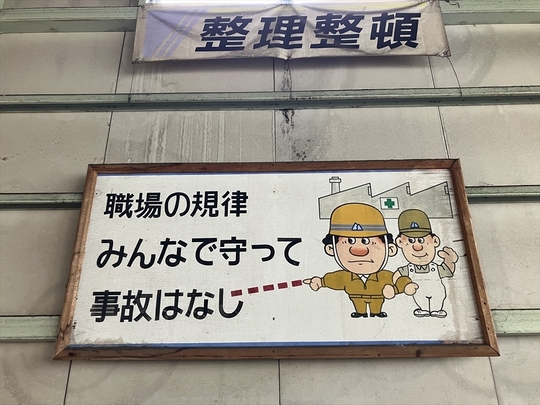 整理整頓
職場の規律
みんなで守って
事故はなし